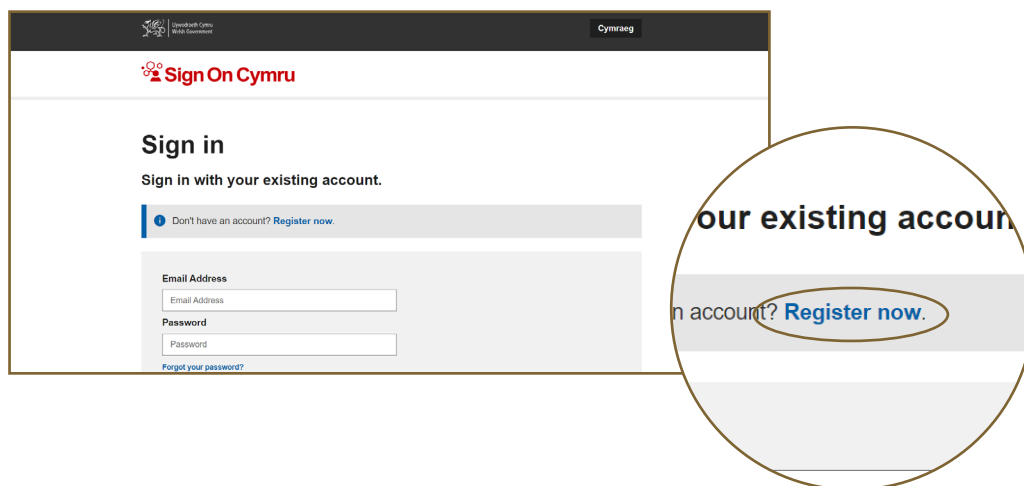 Llywodraeth Cymru
Welsh Government
Cymraeg
Sign On Cymru
Sign in
Sign in with your existing account.
Don't have an account? Register now.
Email Address
Email Address
Password
Password
Forgot your password?
our existing accoun
n account? Register now.